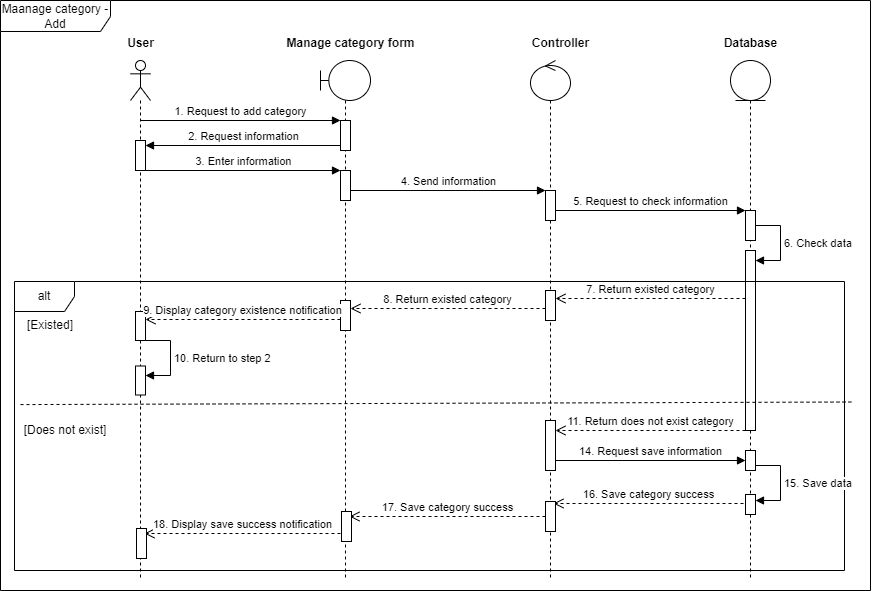 Maanage category -
Add
User
Manage category form
Controller
Database
1. Request to add category
2. Request information
3. Enter information
4. Send information
5. Request to check information
6. Check data
alt
7. Return existed category
8. Return existed category
9. Display category existence notification
[Existed]
10. Return to step 2
11. Return does not exist category
[Does not exist]
14. Request save information
15. Save data
16. Save category success
17. Save category success
18. Display save success notification